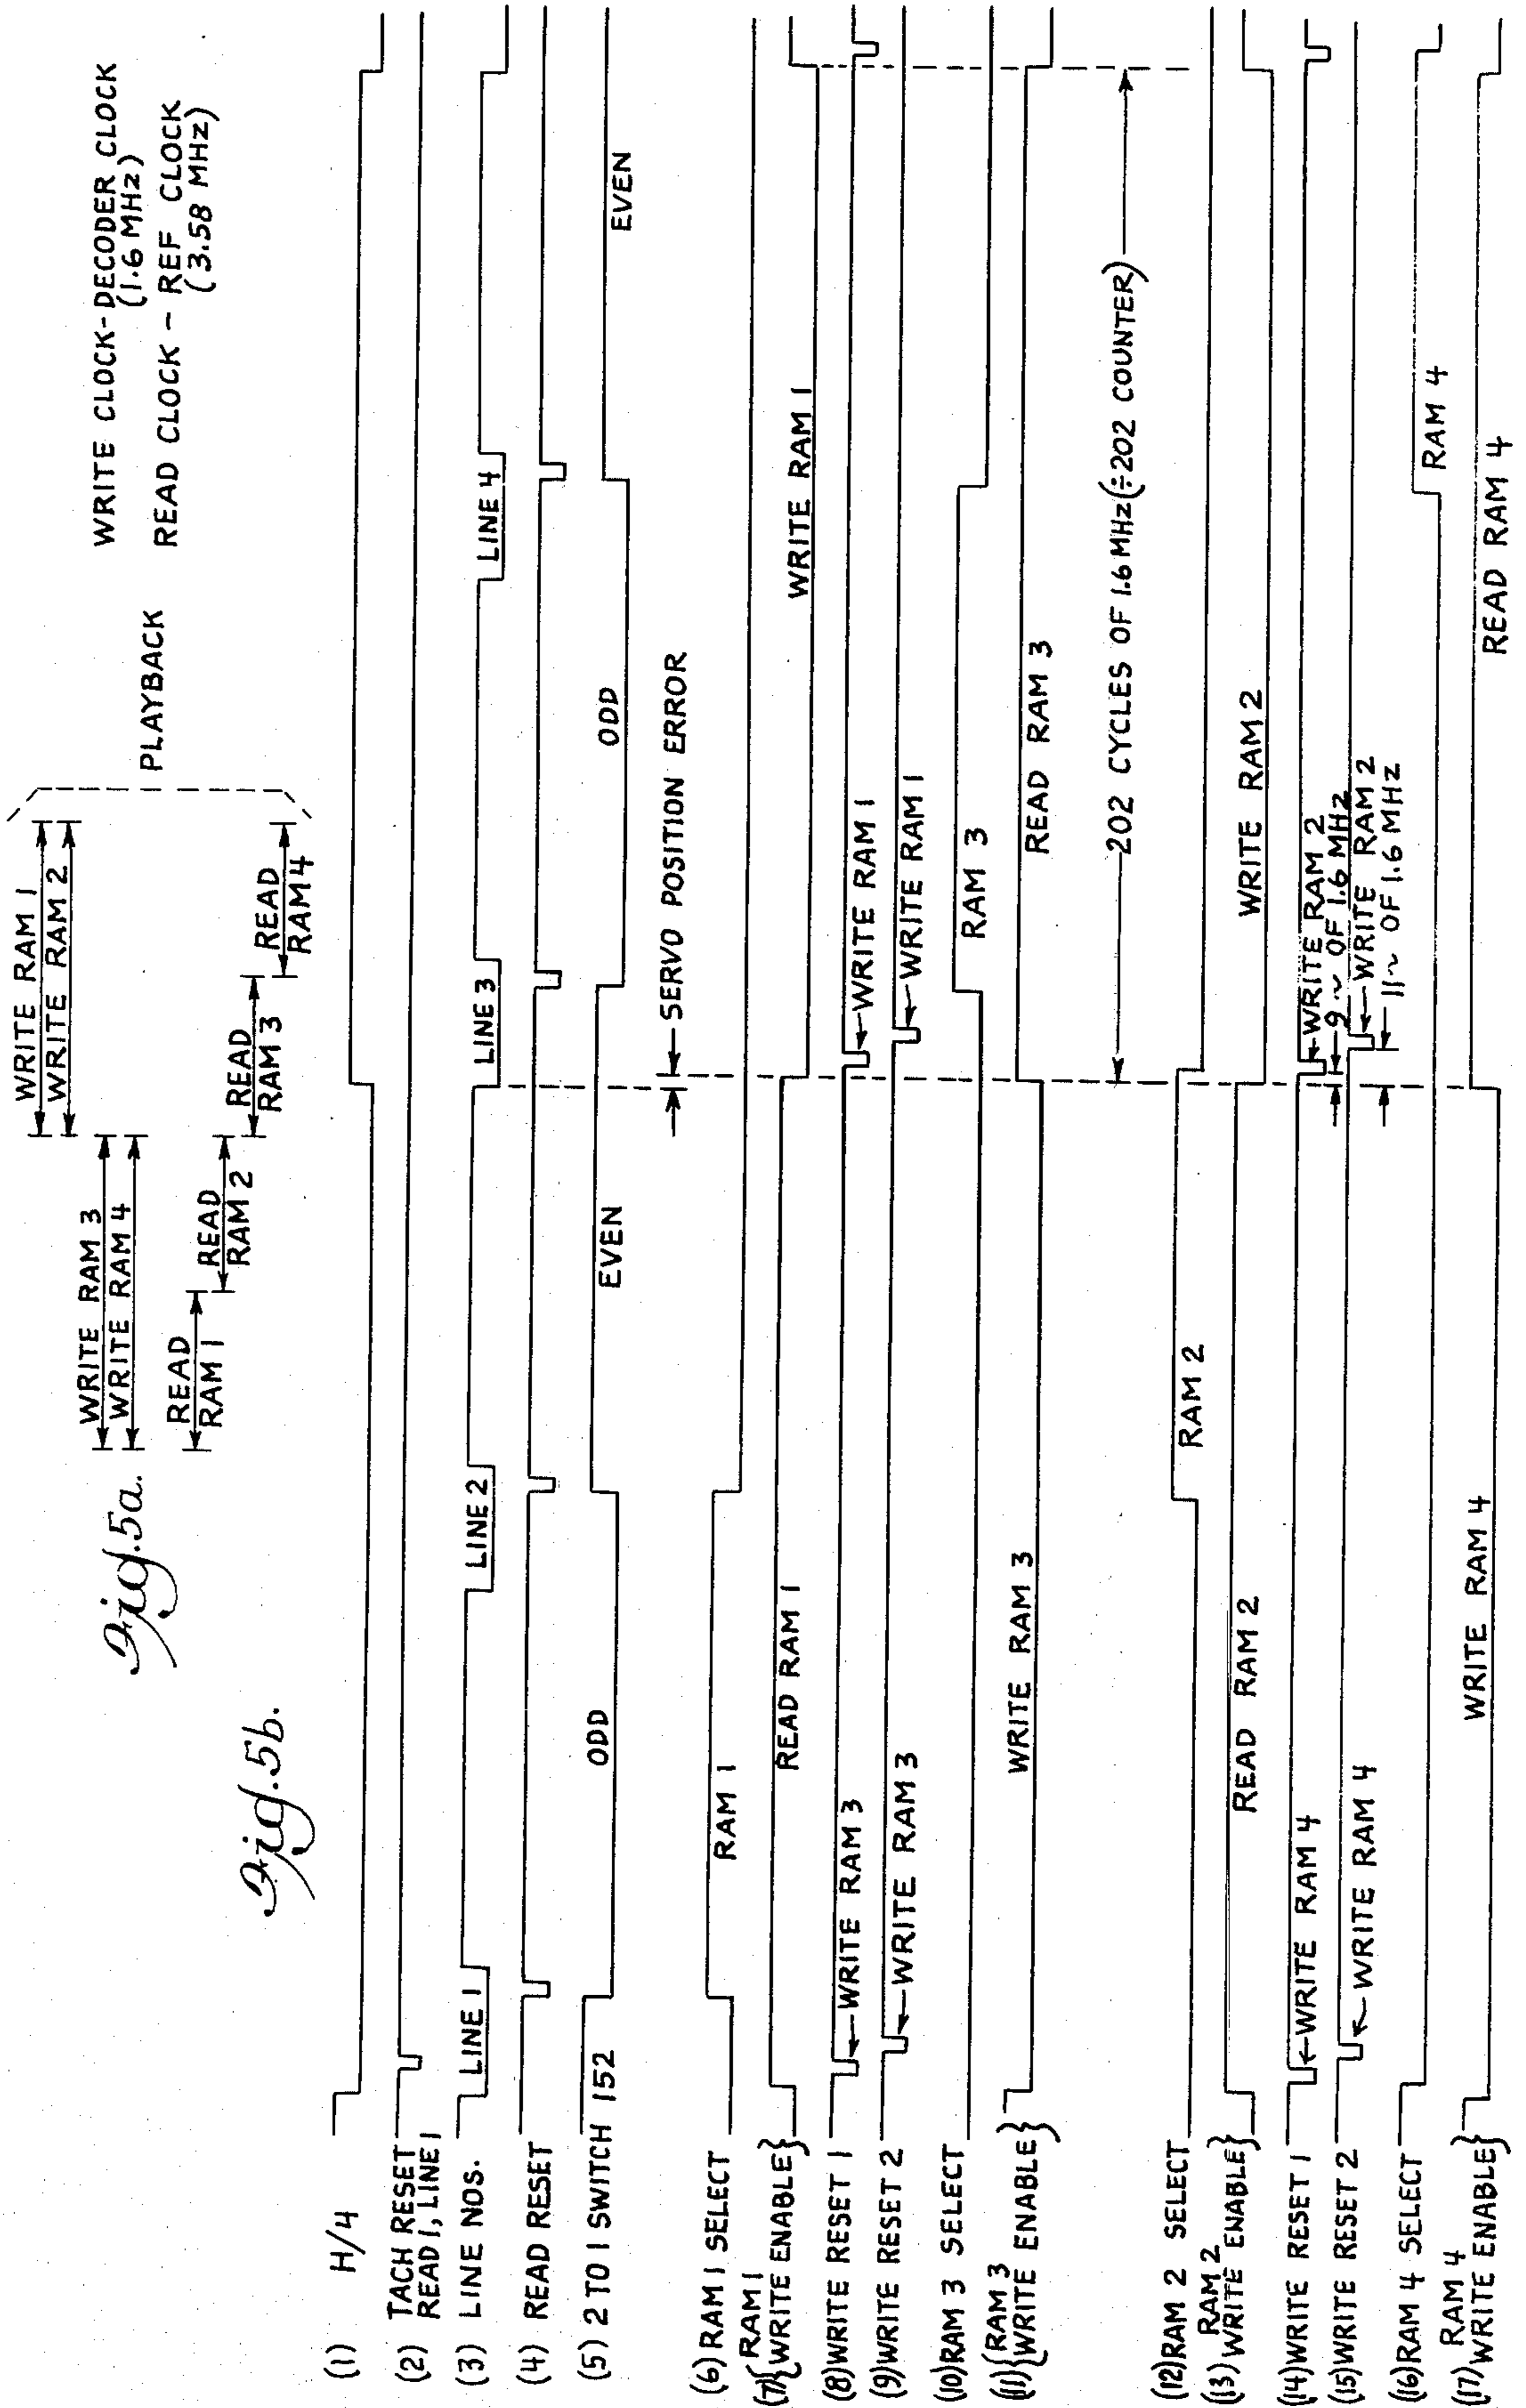 Fig. 5a.
WRITE RAM 1
WRITE RAM 2
WRITE RAM 3
WRITE RAM 4
READ
RAM 1
READ
RAM 2
READ
RAM 3
READ
RAM 4
PLAYBACK
WRITE CLOCK-DECODER CLOCK
(1.6 MHz)
READ CLOCK - REF CLOCK
(3.58 MHz)
Fig. 5b.
(1) H/4
(2) TACH RESET
READ 1, LINE 1
(3) LINE NOS.
LINE 1
LINE 2
LINE 3
LINE 4
(4) READ RESET
(5) 2 TO 1 SWITCH 152
ODD
EVEN
ODD
EVEN
SERVO POSITION ERROR
(6) RAM 1 SELECT
RAM 1
(7) {RAM 1
WRITE ENABLE}
READ RAM 1
WRITE RAM 1
(8) WRITE RESET 1
WRITE RAM 3
WRITE RAM 1
(9) WRITE RESET 2
WRITE RAM 3
WRITE RAM 1
(10) RAM 3 SELECT
RAM 3
(11) {RAM 3
WRITE ENABLE}
WRITE RAM 3
READ RAM 3
202 CYCLES OF 1.6 MHz (÷202 COUNTER)
(12) RAM 2 SELECT
RAM 2
RAM 2
(13) WRITE ENABLE}
READ RAM 2
WRITE RAM 2
(14) WRITE RESET 1
WRITE RAM 4
WRITE RAM 2
9 ~ OF 1.6 MHz
(15) WRITE RESET 2
WRITE RAM 4
WRITE RAM 2
11 ~ OF 1.6 MHz
(16) RAM 4 SELECT
RAM 4
RAM 4
(17) WRITE ENABLE}
WRITE RAM 4
READ RAM 4